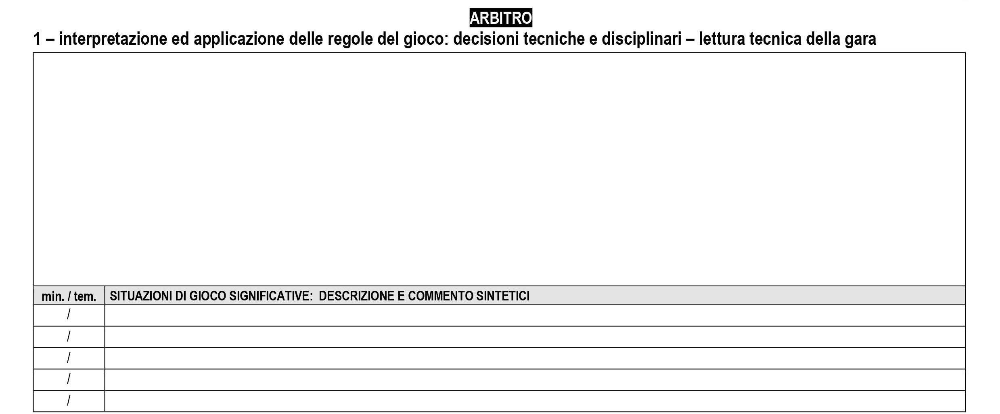 ARBITRO
1 – interpretazione ed applicazione delle regole del gioco: decisioni tecniche e disciplinari – lettura tecnica della gara
min. / tem. SITUAZIONI DI GIOCO SIGNIFICATIVE: DESCRIZIONE E COMMENTO SINTETICI
/
/
/
/
/